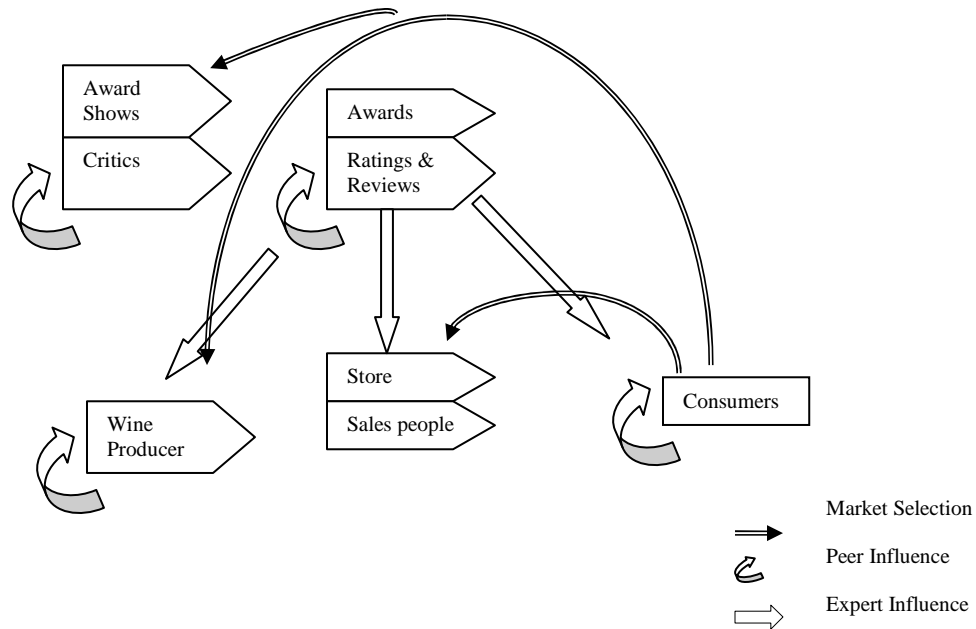 Award
Shows
Critics
Awards
Ratings &
Reviews
Store
Sales people
Wine
Producer
Consumers
Market Selection
Peer Influence
Expert Influence